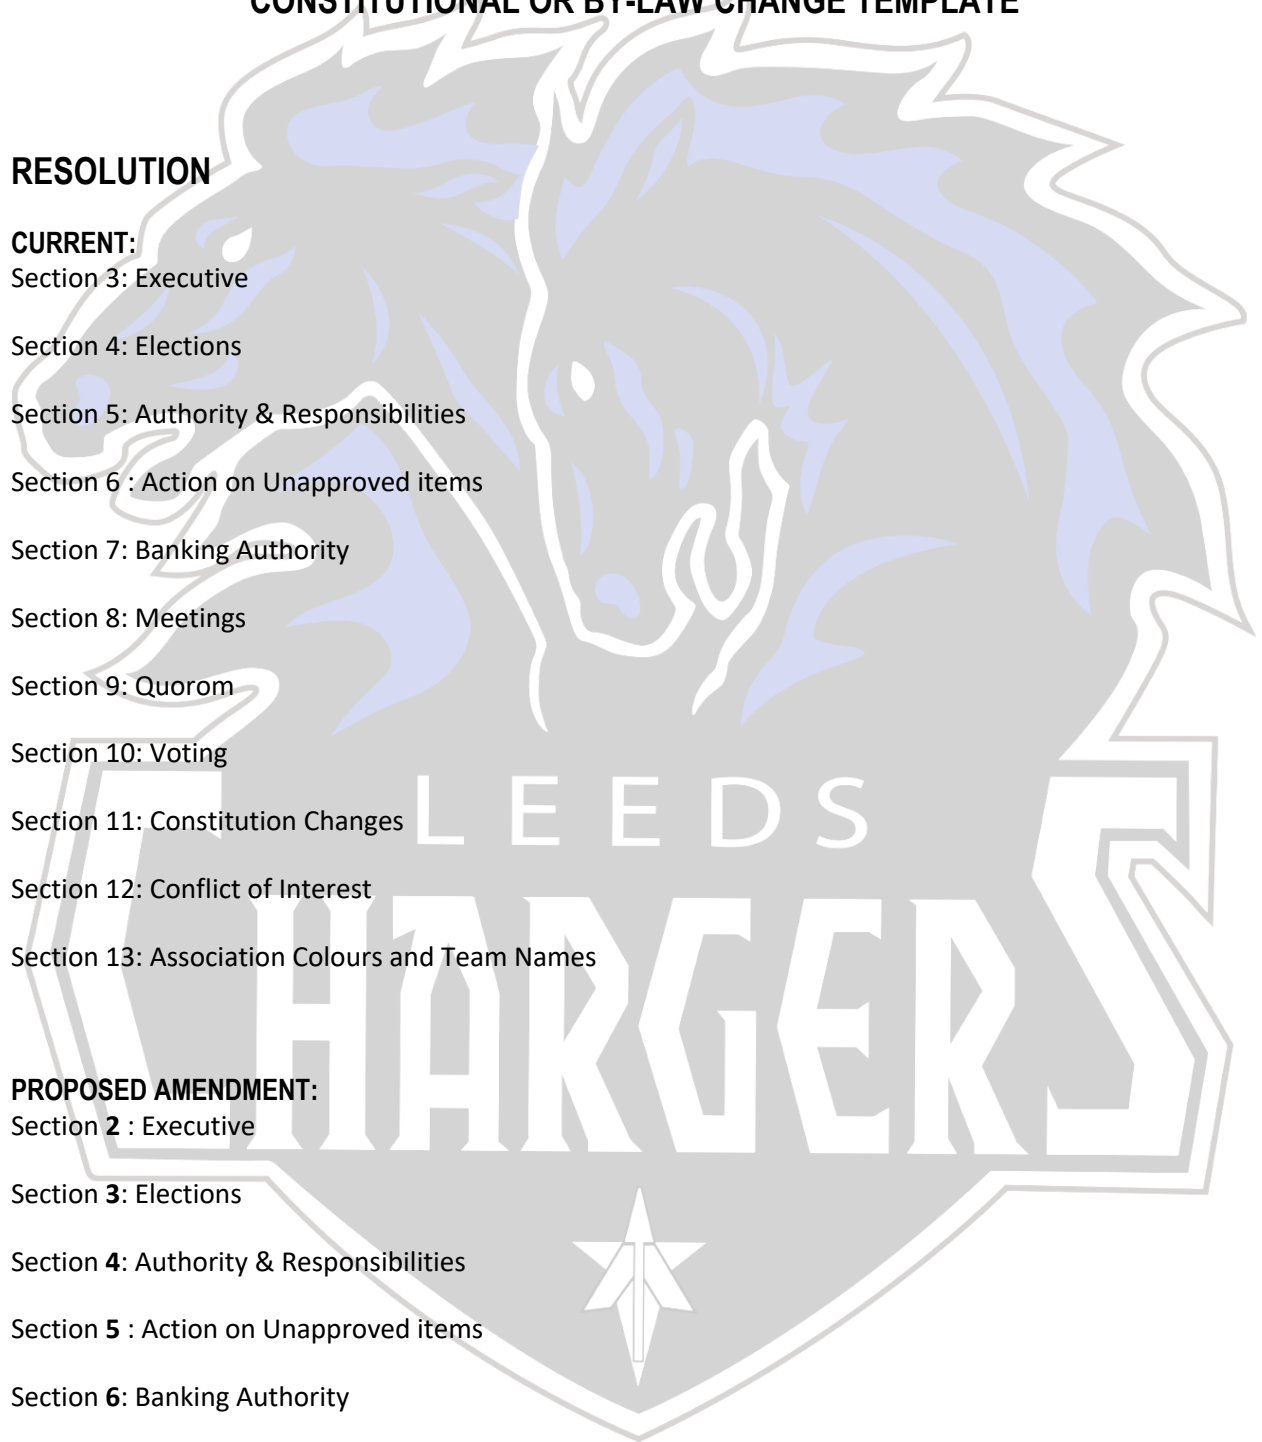 CONSTITUTIONAL OR BY-LAW CHANGE TEMPLATE
RESOLUTION
CURRENT:
Section 3: Executive
Section 4: Elections
Section 5: Authority & Responsibilities
Section 6 : Action on Unapproved items
Section 7: Banking Authority
Section 8: Meetings
Section 9: Quorom
Section 10: Voting
Section 11: Constitution Changes
Section 12: Conflict of Interest
Section 13: Association Colours and Team Names
PROPOSED AMENDMENT:
Section 2 : Executive
Section 3: Elections
Section 4: Authority & Responsibilities
Section 5 : Action on Unapproved items
Section 6: Banking Authority
LEEDS
CHARGERS